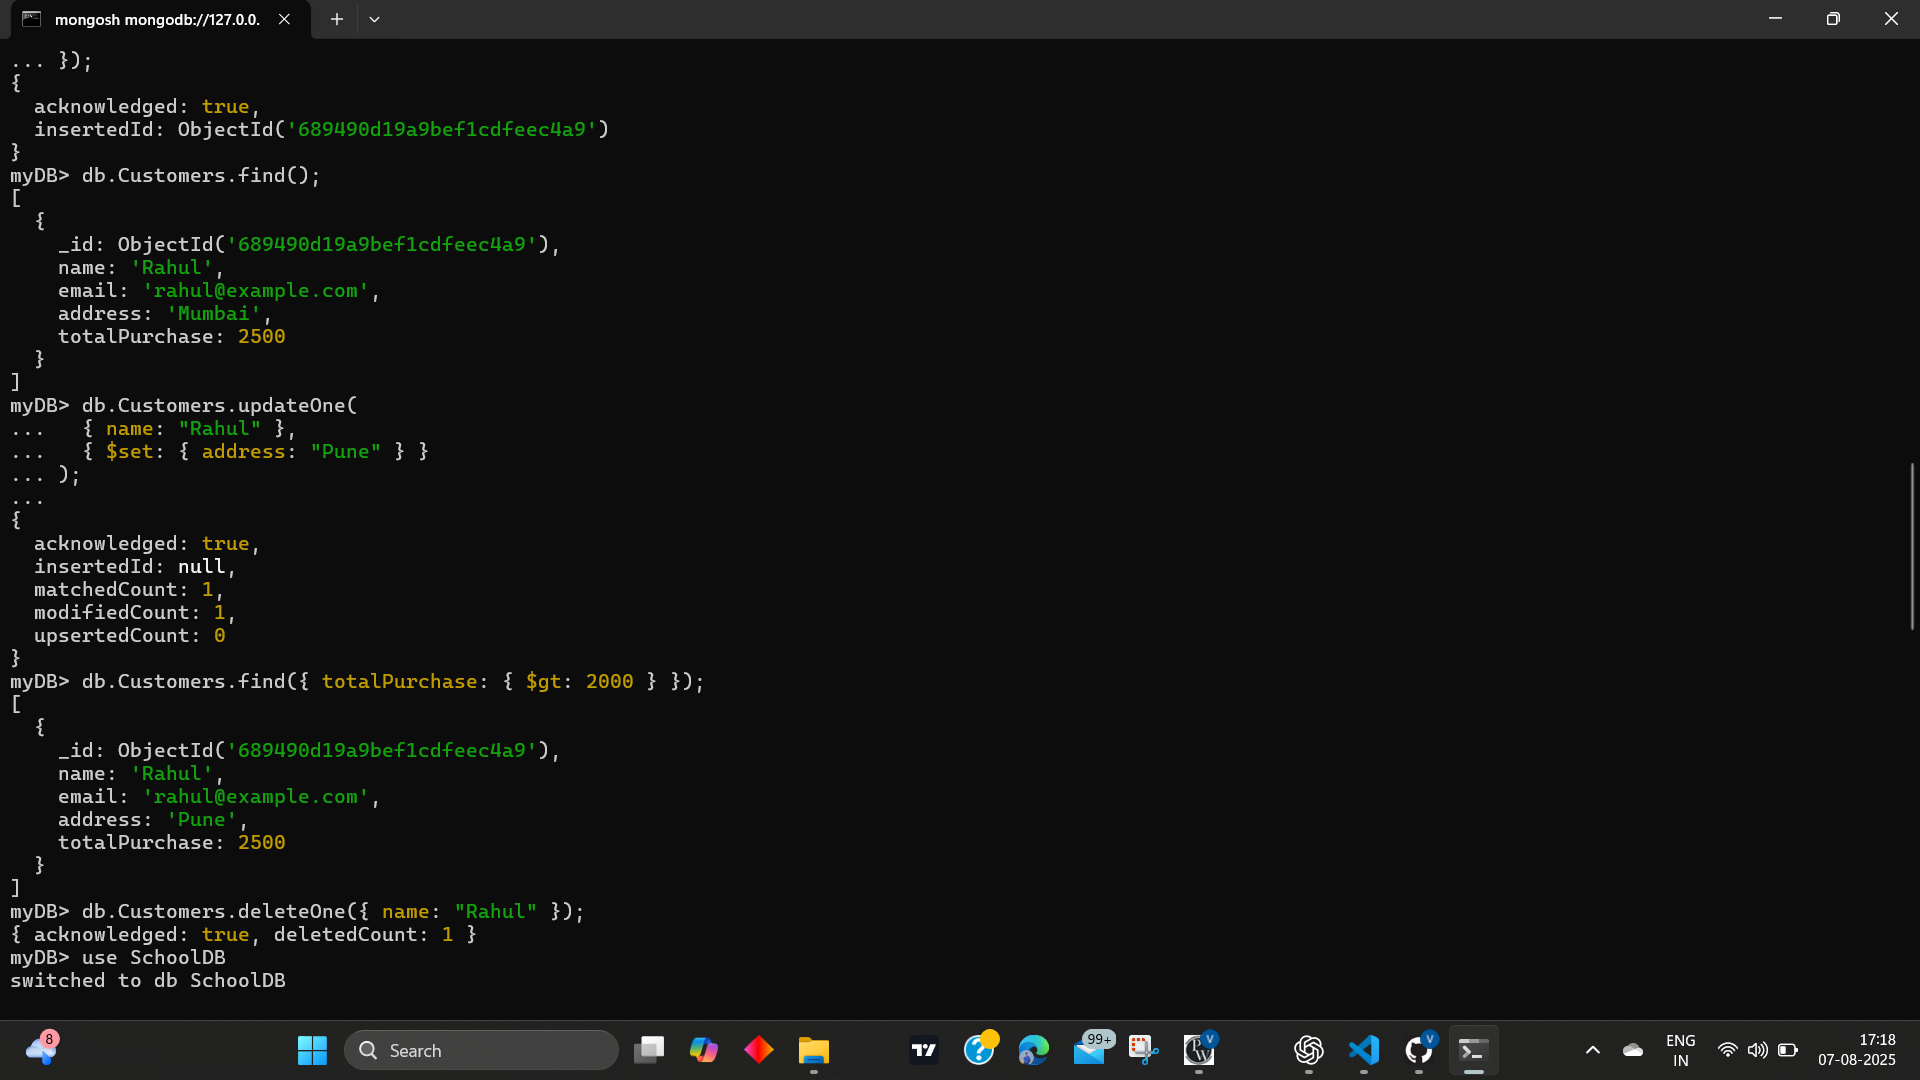 mongosh mongodb://127.0.0.
... });
{
  acknowledged: true,
  insertedId: ObjectId('689490d19a9bef1cdfeec4a9')
}
myDB> db.Customers.find();
[
  {
    _id: ObjectId('689490d19a9bef1cdfeec4a9'),
    name: 'Rahul',
    email: 'rahul@example.com',
    address: 'Mumbai',
    totalPurchase: 2500
  }
]
myDB> db.Customers.updateOne(
...   { name: "Rahul" },
...   { $set: { address: "Pune" } }
... );
...
{
  acknowledged: true,
  insertedId: null,
  matchedCount: 1,
  modifiedCount: 1,
  upsertedCount: 0
}
myDB> db.Customers.find({ totalPurchase: { $gt: 2000 } });
[
  {
    _id: ObjectId('689490d19a9bef1cdfeec4a9'),
    name: 'Rahul',
    email: 'rahul@example.com',
    address: 'Pune',
    totalPurchase: 2500
  }
]
myDB> db.Customers.deleteOne({ name: "Rahul" });
{ acknowledged: true, deletedCount: 1 }
myDB> use SchoolDB
switched to db SchoolDB
8
Search
99+
V
PW
V
ENG
IN
17:18
07-08-2025